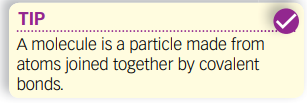 TIP
A molecule is a particle made from
atoms joined together by covalent
bonds.